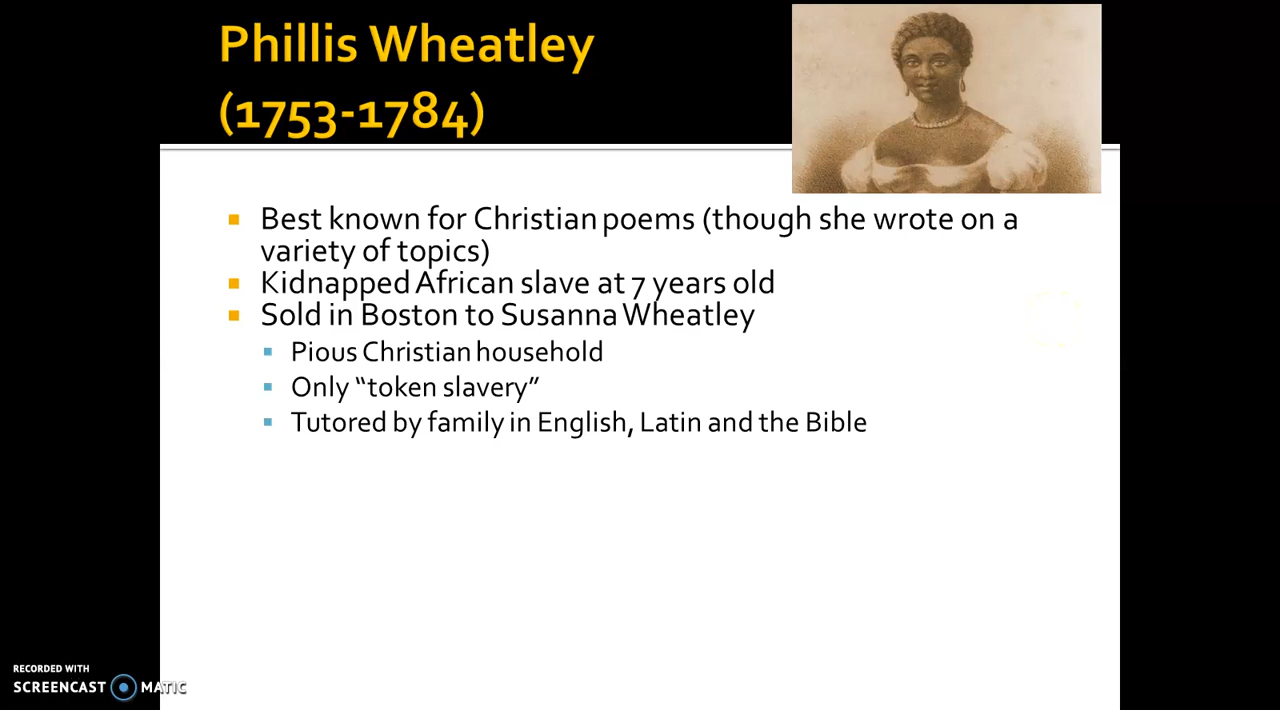 Phillis Wheatley
(1753-1784)
Best known for Christian poems (though she wrote on a
variety of topics)
Kidnapped African slave at 7 years old
Sold in Boston to Susanna Wheatley
Pious Christian household
Only “token slavery”
Tutored by family in English, Latin and the Bible
RECORDED WITH
SCREENCAST MATIC